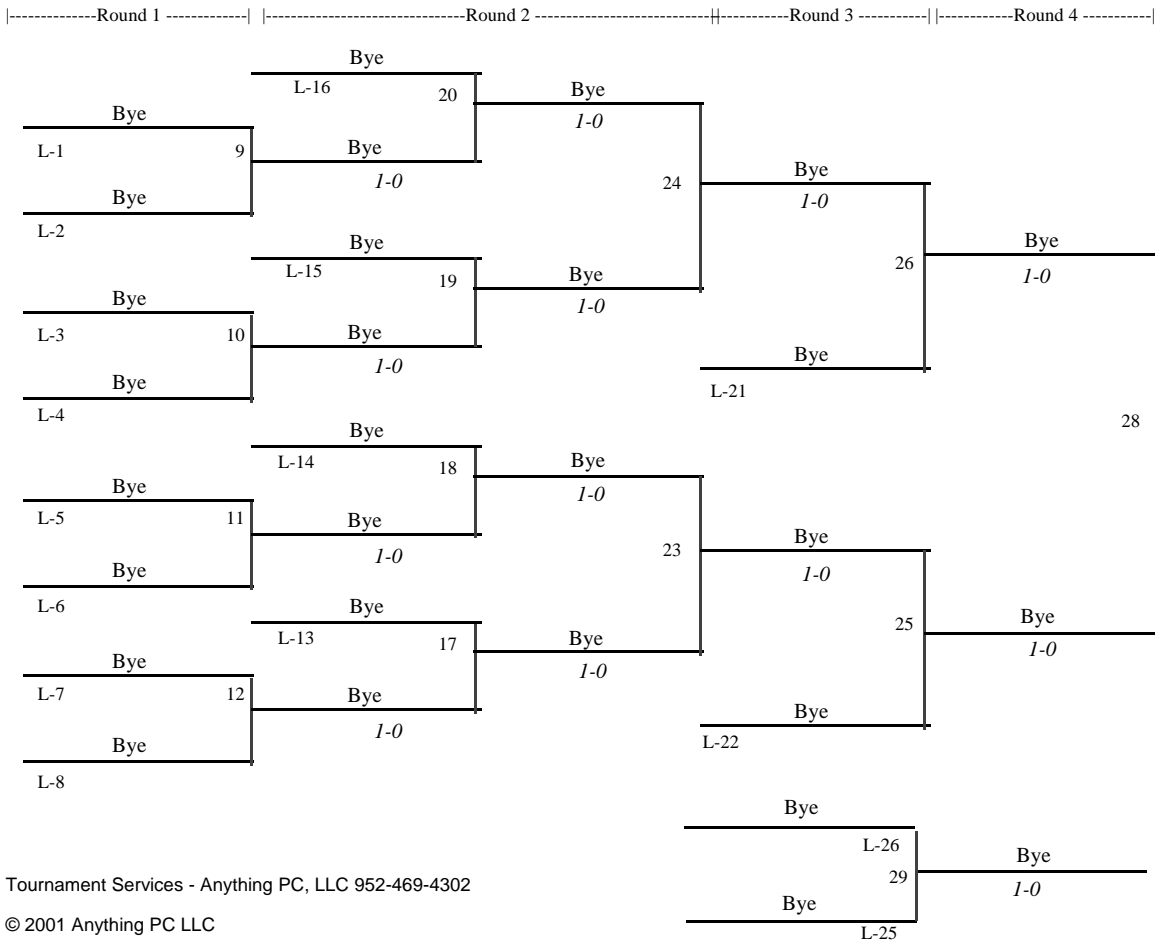 |--------------Round 1 -------------| |-------------------------------Round 2 ---------------------------||------------Round 3 -----------| |------------Round 4 -----------|
Bye
L-16 20 Bye
Bye 1-0
L-1 9 Bye
1-0 24 Bye
Bye 1-0
L-2
Bye Bye
L-15 19 Bye 26 1-0
Bye 1-0
L-3 10 Bye
1-0 Bye
Bye L-21
L-4 28
Bye
L-14 18 Bye
Bye 1-0
L-5 11 Bye
1-0 23 Bye
Bye 1-0
L-6
Bye Bye
L-13 17 Bye 25 1-0
Bye 1-0
L-7 12 Bye
1-0 Bye
Bye L-22
L-8
Bye
L-26 Bye
29 1-0
Bye
L-25
Tournament Services - Anything PC, LLC 952-469-4302
© 2001 Anything PC LLC